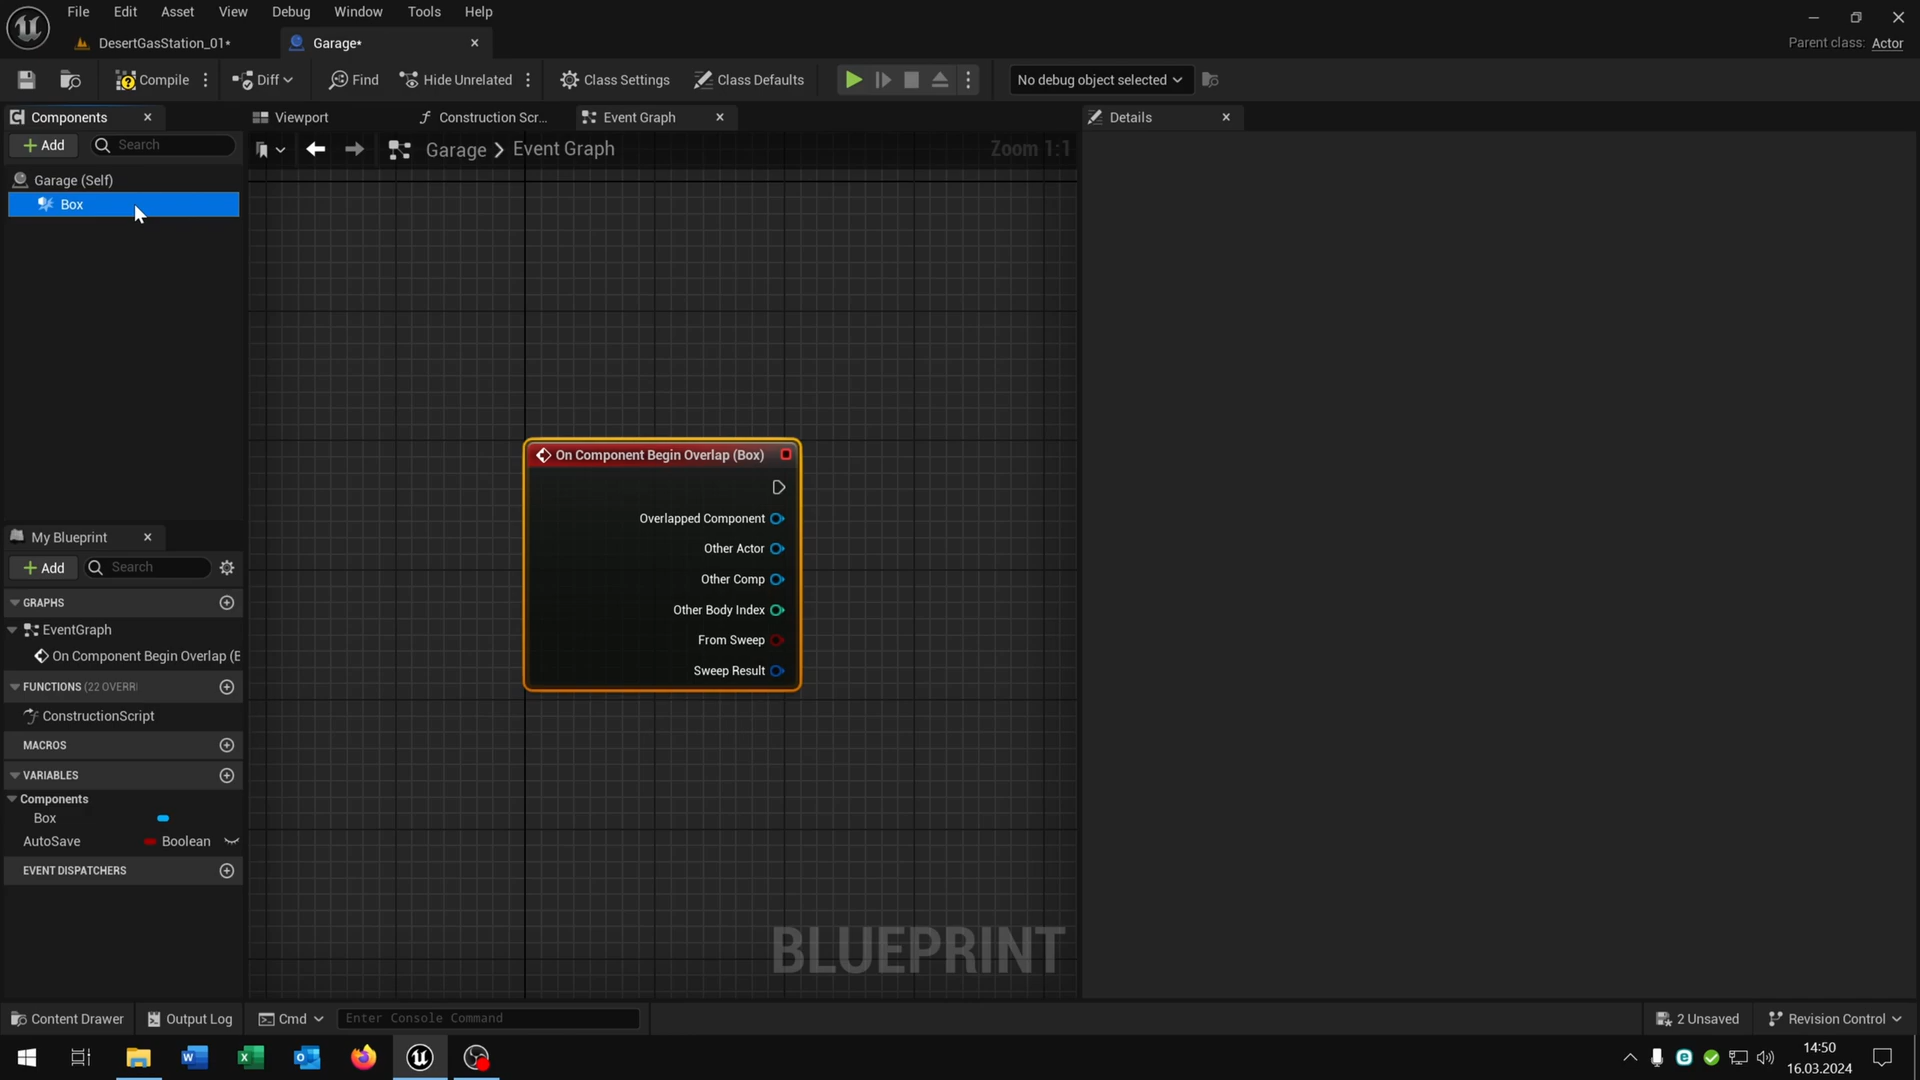 File Edit Asset View Debug Window Tools Help
DesertGasStation_01*
Garage*
Parent class: Actor
Compile
Diff
Find
Hide Unrelated
Class Settings
Class Defaults
No debug object selected
Components
Viewport
Construction Scr...
Event Graph
Details
Add
Search
Garage > Event Graph
Zoom 1:1
Garage (Self)
Box
On Component Begin Overlap (Box)
Overlapped Component
Other Actor
Other Comp
Other Body Index
From Sweep
Sweep Result
My Blueprint
Add
Search
GRAPHS
EventGraph
On Component Begin Overlap (E
FUNCTIONS (22 OVERRI
ConstructionScript
MACROS
VARIABLES
Components
Box
AutoSave Boolean
EVENT DISPATCHERS
BLUEPRINT
Content Drawer
Output Log
Cmd
Enter Console Command
2 Unsaved
Revision Control
14:50
16.03.2024